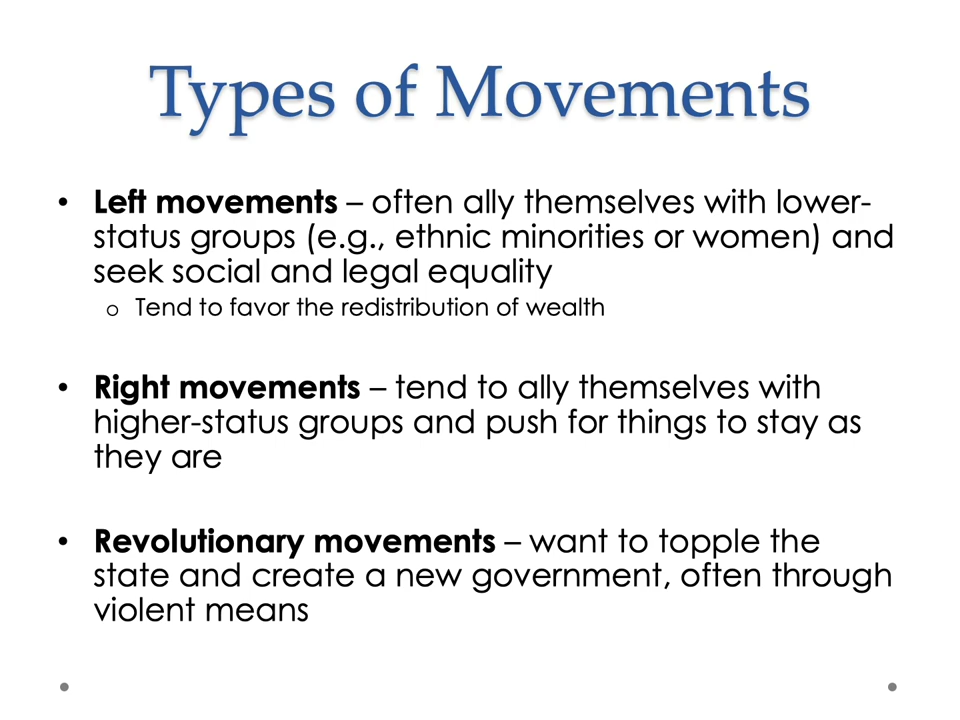 Types of Movements
• Left movements – often ally themselves with lower-
status groups (e.g., ethnic minorities or women) and
seek social and legal equality
o Tend to favor the redistribution of wealth
• Right movements – tend to ally themselves with
higher-status groups and push for things to stay as
they are
• Revolutionary movements – want to topple the
state and create a new government, often through
violent means